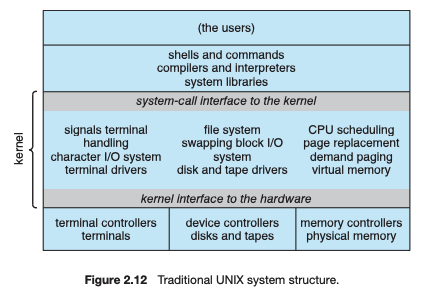 (the users)
shells and commands
compilers and interpreters
system libraries
system-call interface to the kernel
kernel
signals terminal
handling
character I/O system
terminal drivers
file system
swapping block I/O
system
disk and tape drivers
CPU scheduling
page replacement
demand paging
virtual memory
kernel interface to the hardware
terminal controllers
terminals
device controllers
disks and tapes
memory controllers
physical memory
Figure 2.12 Traditional UNIX system structure.